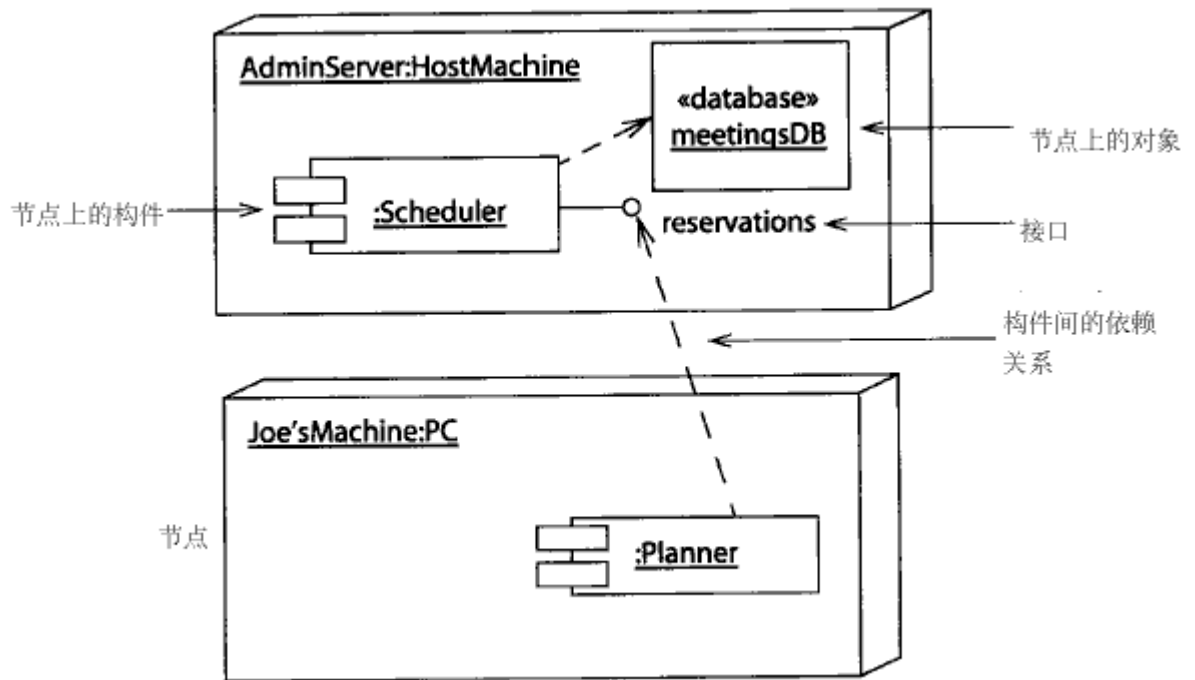 AdminServer:HostMachine
«database»
meetingsDB
节点上的对象
节点上的构件
:Scheduler
reservations
接口
构件间的依赖
关系
Joe'sMachine:PC
节点
:Planner